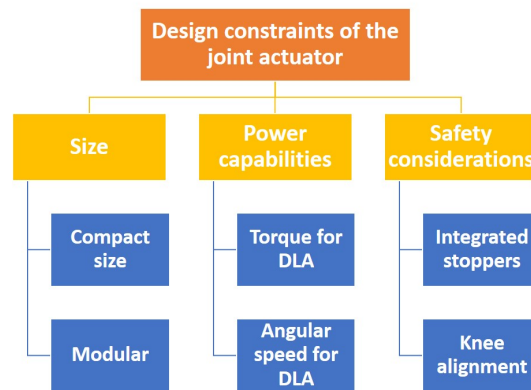 Design constraints of the
joint actuator
Size
Power
capabilities
Safety
considerations
Compact
size
Torque for
DLA
Integrated
stoppers
Modular
Angular
speed for
DLA
Knee
alignment